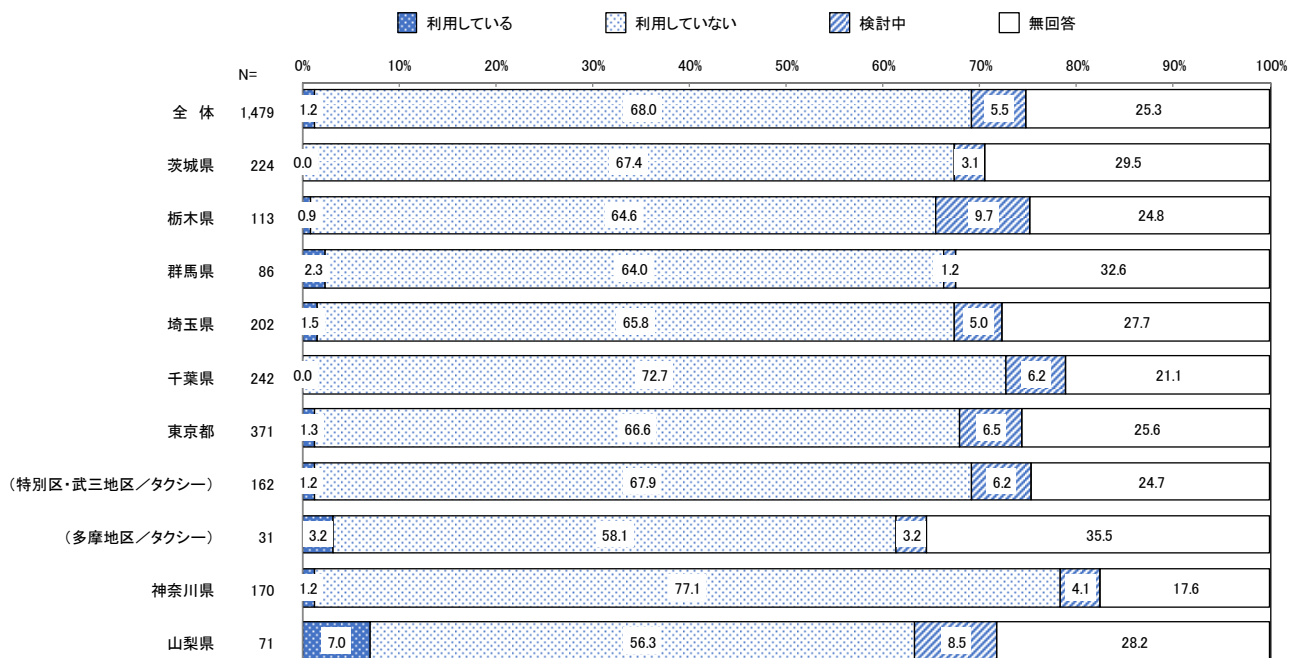 利用している 利用していない 検討中 無回答
N= 0% 10% 20% 30% 40% 50% 60% 70% 80% 90% 100%
全 体 1,479 1.2 68.0 5.5 25.3
茨城県 224 0.0 67.4 3.1 29.5
栃木県 113 0.9 64.6 9.7 24.8
群馬県 86 2.3 64.0 1.2 32.6
埼玉県 202 1.5 65.8 5.0 27.7
千葉県 242 0.0 72.7 6.2 21.1
東京都 371 1.3 66.6 6.5 25.6
（特別区・武三地区／タクシー） 162 1.2 67.9 6.2 24.7
（多摩地区／タクシー） 31 3.2 58.1 3.2 35.5
神奈川県 170 1.2 77.1 4.1 17.6
山梨県 71 7.0 56.3 8.5 28.2